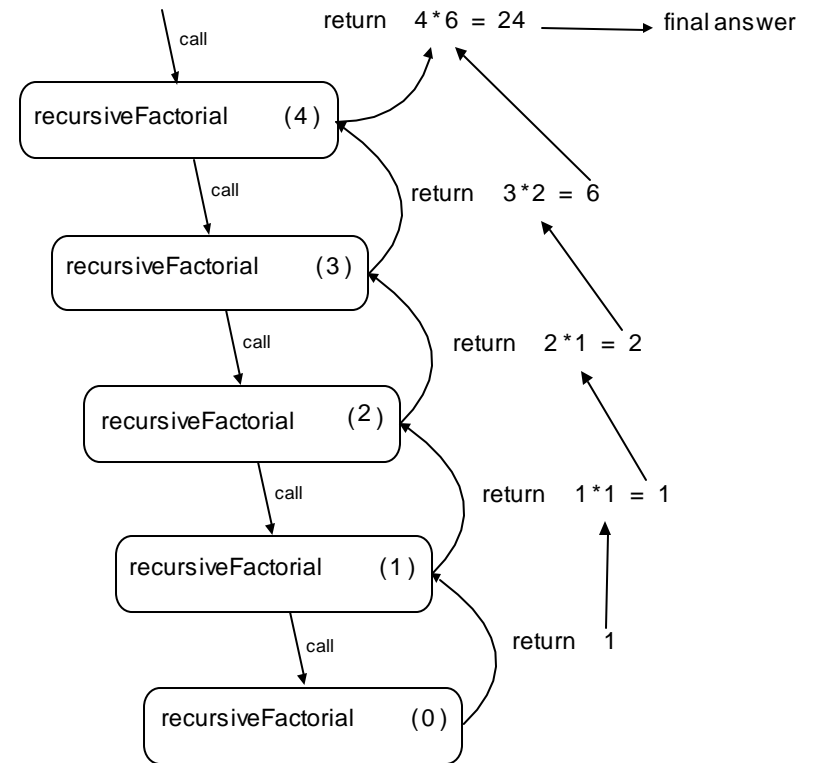 return 4*6 = 24 final answer
call
recursiveFactorial (4)
call
return 3*2 = 6
recursiveFactorial (3)
call
return 2*1 = 2
recursiveFactorial (2)
call
return 1*1 = 1
recursiveFactorial (1)
call
return 1
recursiveFactorial (0)